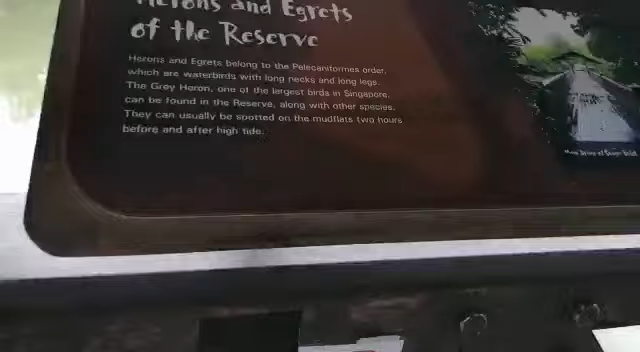 Herons and Egrets
of the Reserve
Herons and Egrets belong to the Pelecaniformes order,
which are waterbirds with long necks and long legs.
The Grey Heron, one of the largest birds in Singapore,
can be found in the Reserve, along with other species.
They can usually be spotted on the mudflats two hours
before and after high tide.